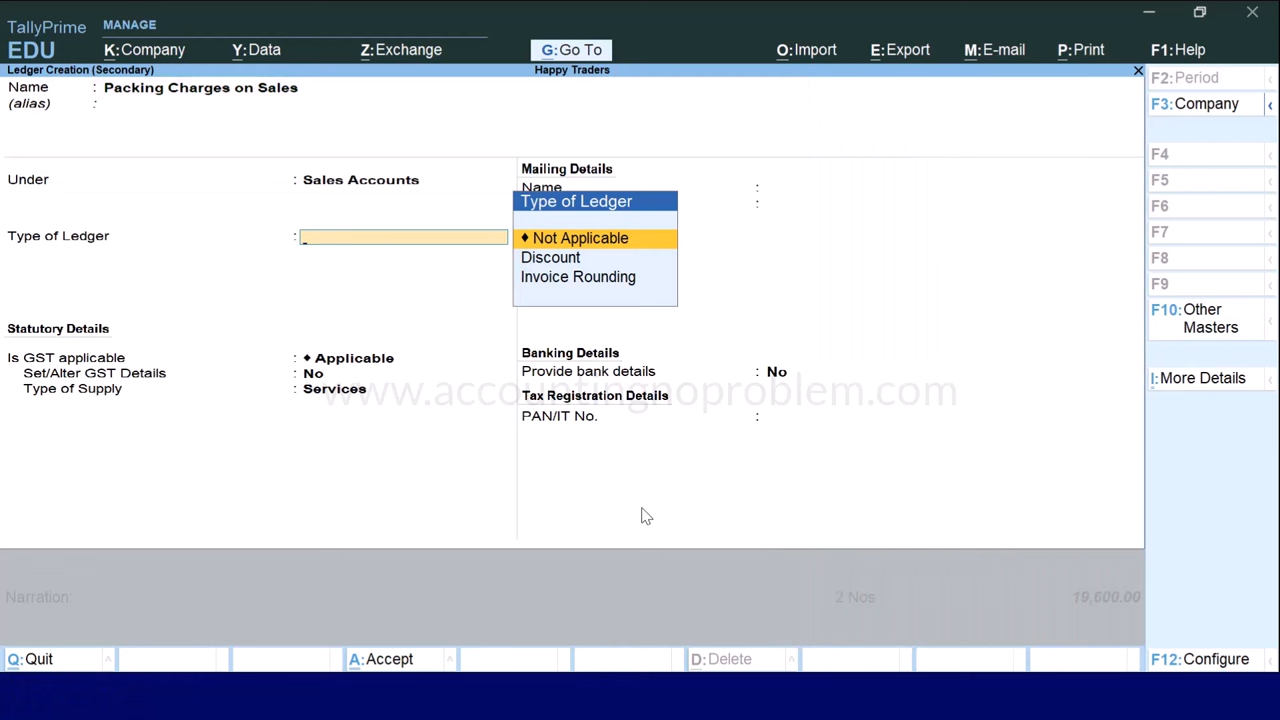 TallyPrime MANAGE
EDU K:Company Y:Data Z:Exchange G:Go To O:Import E:Export M:E-mail P:Print F1:Help
Ledger Creation (Secondary) Happy Traders
Name : Packing Charges on Sales
(alias) :
F2:Period
F3:Company
F4
F5
F6
F7
F8
F9
F10:Other Masters
I:More Details
F12:Configure
Under : Sales Accounts
Type of Ledger :
Mailing Details
Name :
:
Type of Ledger
♦ Not Applicable
Discount
Invoice Rounding
Statutory Details
Is GST applicable : ♦ Applicable
Set/Alter GST Details : No
Type of Supply : Services
Banking Details
Provide bank details : No
Tax Registration Details
PAN/IT No. :
www.accountingnoproblem.com
Narration: 2 Nos 19,600.00
Q:Quit A:Accept D:Delete